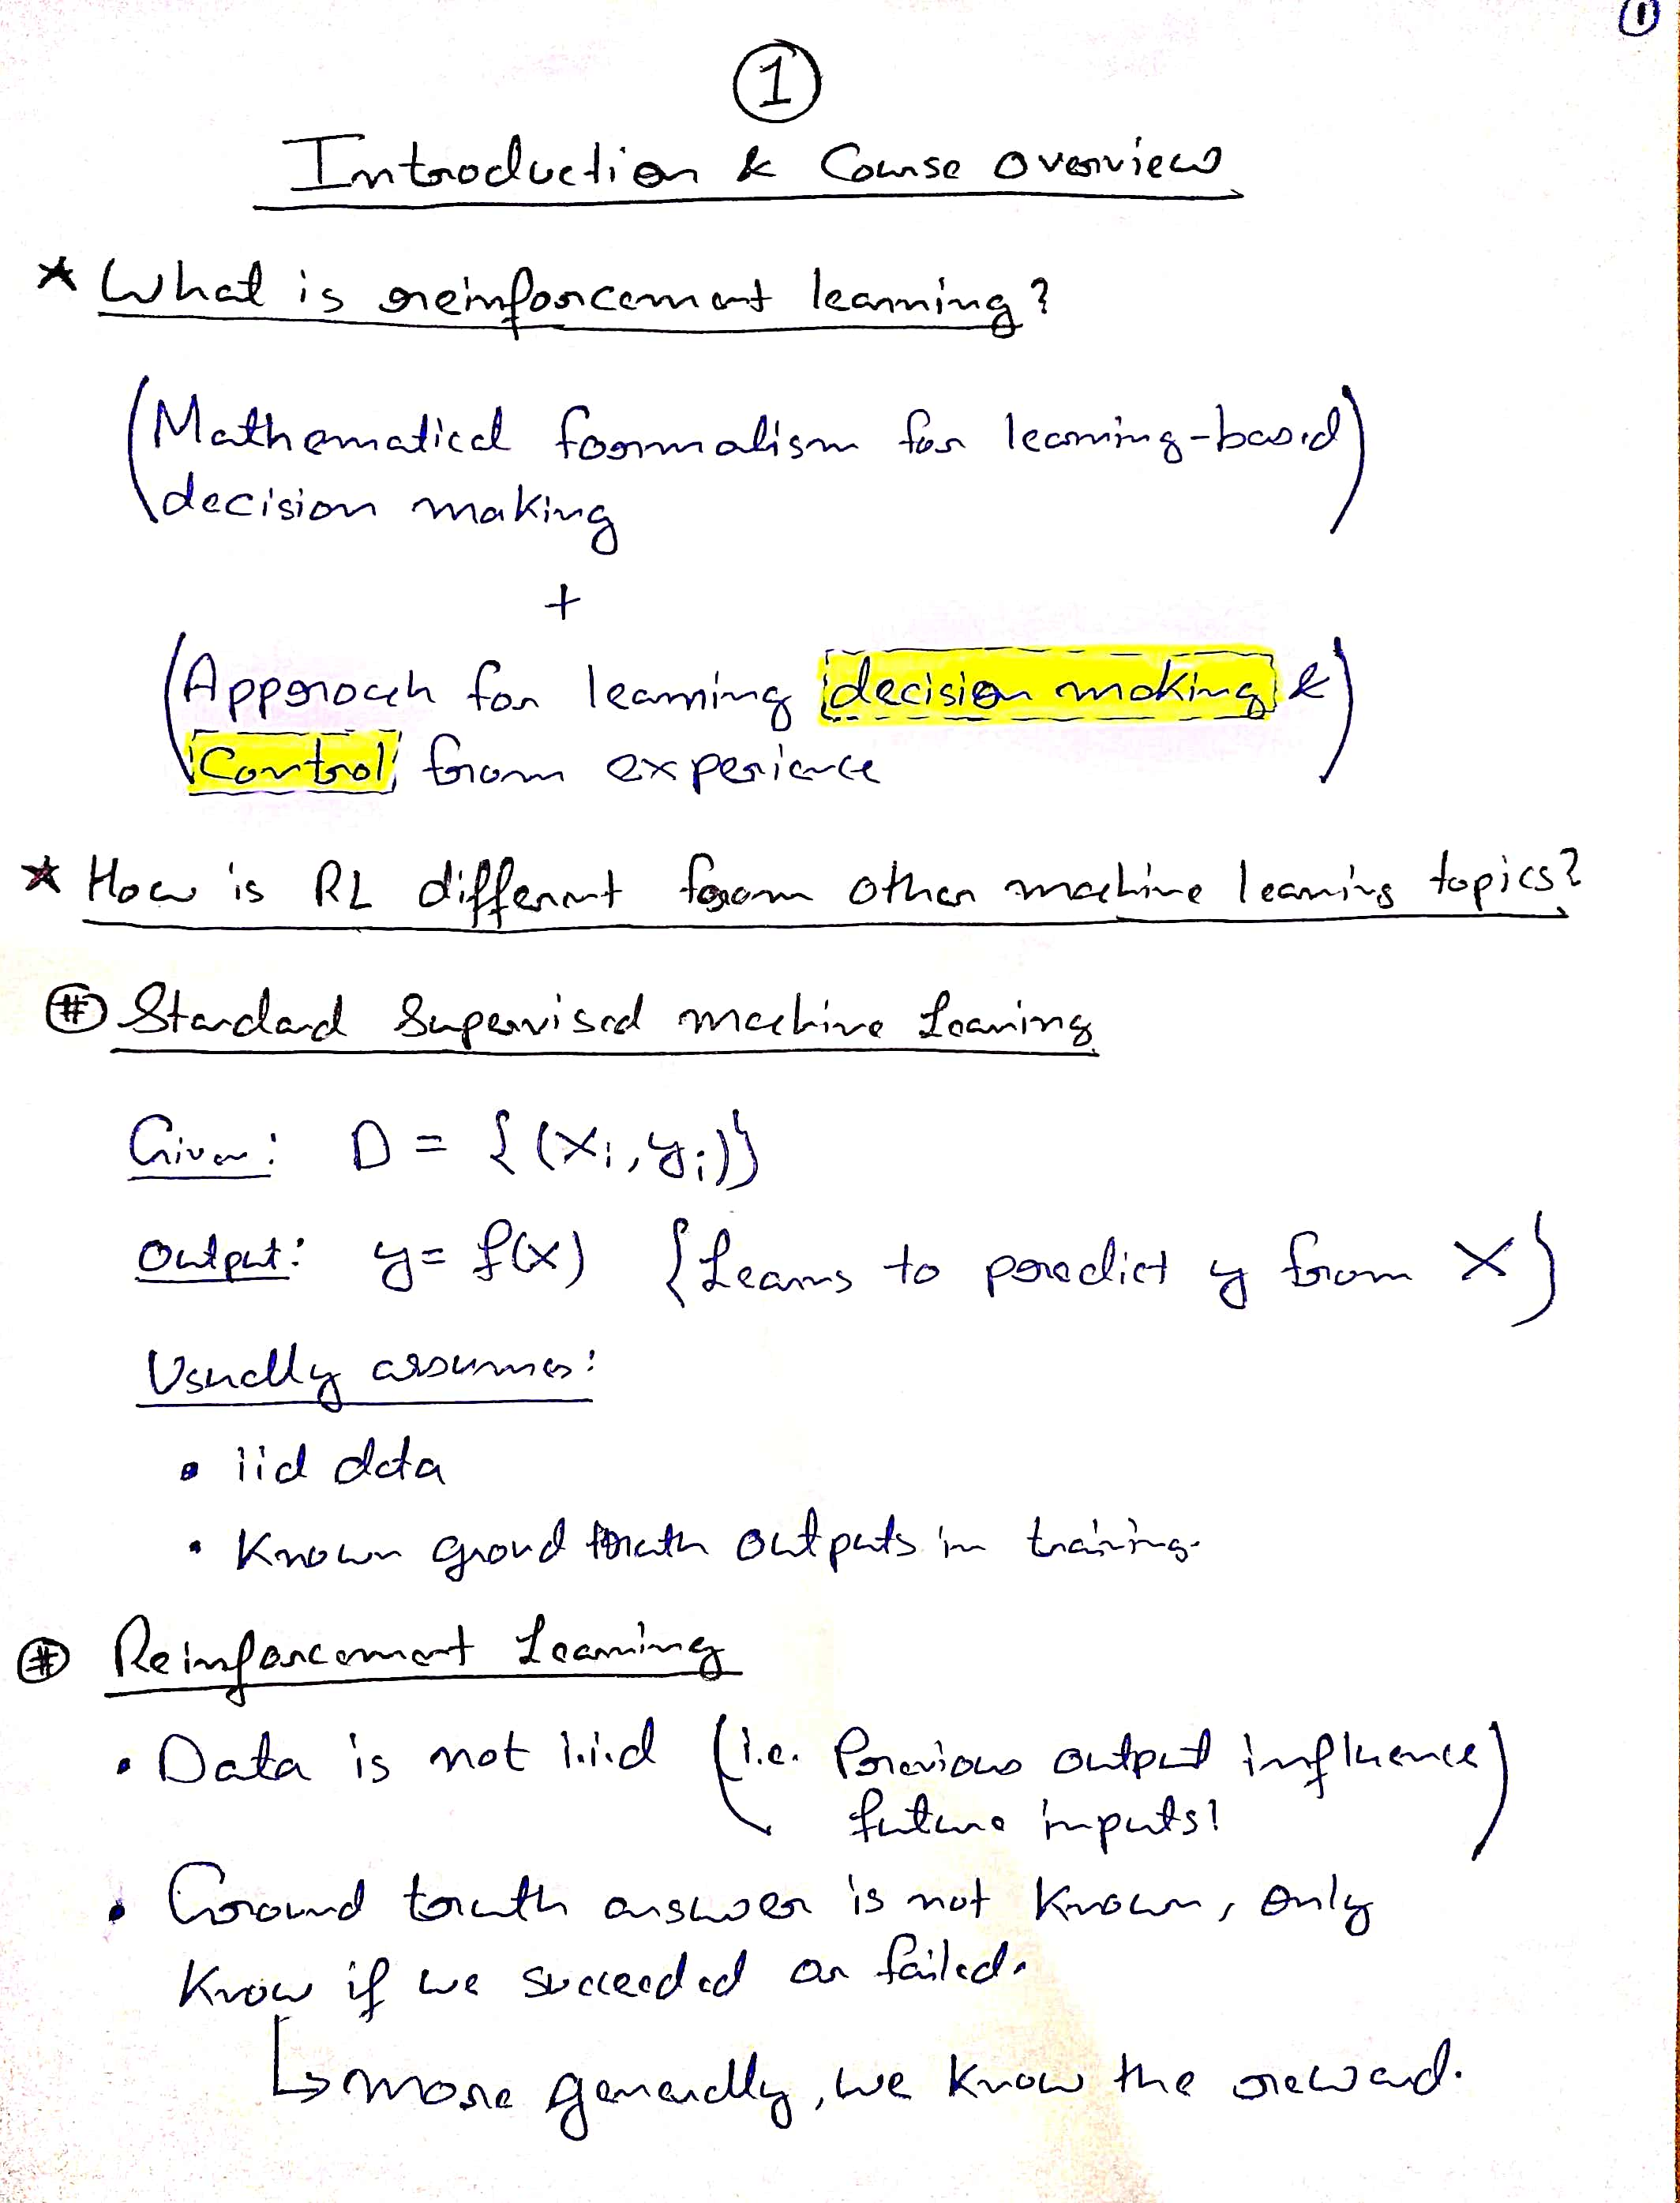 1
1
Introduction & Course overview
* What is reinforcement learning?
(Mathematical formalism for learning-based
decision making)
+
(Approach for learning decision making &
Control from experience)
* How is RL different from other machine learning topics?
# Standard Supervised machine Learning
Given: D = {(xi, yi)}
Output: y = f(x) {Learns to predict y from x}
Usually assumes:
• iid data
• Known ground truth outputs in training.
# Reinforcement Learning
• Data is not i.i.d (i.e. Previous output influence
future inputs!)
• Ground truth answer is not known, only
Know if we succeeded or failed.
↳ more generally, we know the reward.